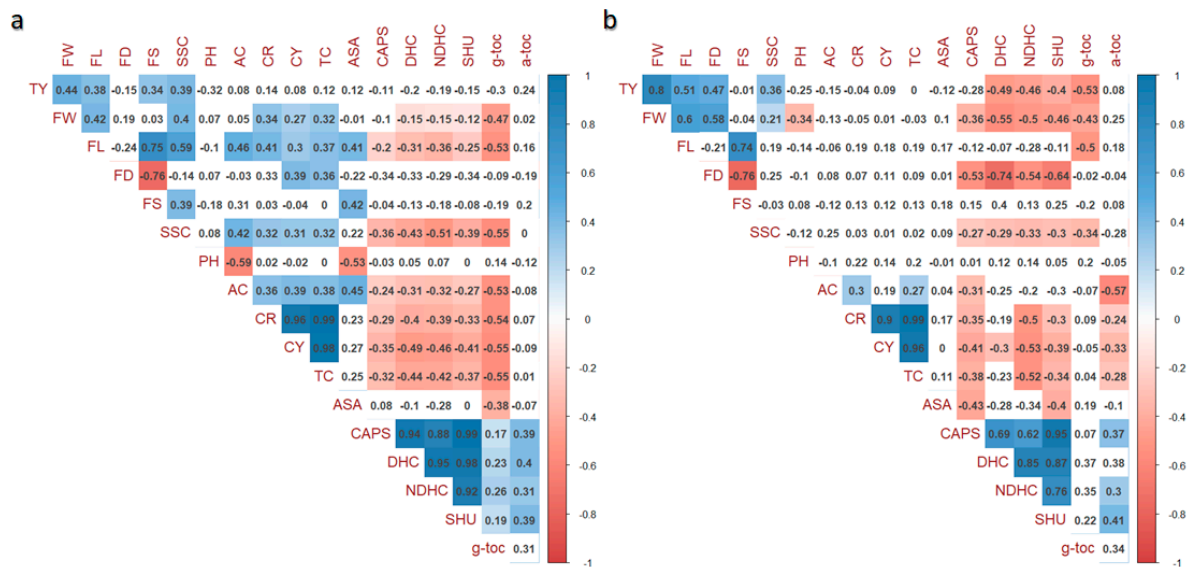 a
FW FL FD FS SSC PH AC CR CY TC ASA CAPS DHC NDHC SHU g-toc a-toc
TY 0.44 0.38 -0.15 0.34 0.39 -0.32 0.08 0.14 0.08 0.12 0.12 -0.11 -0.2 -0.19 -0.15 -0.3 0.24
FW 0.42 0.19 0.03 0.4 0.07 0.05 0.34 0.27 0.32 -0.01 -0.1 -0.15 -0.15 -0.12 -0.47 0.02
FL -0.24 0.75 0.59 -0.1 0.46 0.41 0.3 0.37 0.41 -0.2 -0.31 -0.36 -0.25 -0.53 0.16
FD -0.76 -0.14 0.07 -0.03 0.33 0.39 0.36 -0.22 -0.34 -0.33 -0.22 -0.34 -0.09 -0.19
FS 0.39 -0.18 0.31 0.03 -0.04 0 0.42 -0.04 -0.13 -0.18 -0.08 -0.19 0.2
SSC 0.08 0.42 0.32 0.31 0.32 0.22 -0.36 -0.43 -0.51 -0.39 -0.55 0
PH -0.59 0.02 -0.02 0 -0.53 -0.03 0.05 0.07 0 0.14 -0.12
AC 0.36 0.39 0.38 0.45 -0.24 -0.31 -0.32 -0.27 -0.53 -0.08
CR 0.96 0.99 0.23 -0.29 -0.4 -0.39 -0.33 -0.54 0.07
CY 0.98 0.27 -0.35 -0.49 -0.46 -0.41 -0.55 -0.09
TC 0.25 -0.32 -0.44 -0.42 -0.37 -0.55 0.01
ASA 0.08 -0.1 -0.28 0 -0.38 -0.07
CAPS 0.94 0.88 0.99 0.17 0.39
DHC 0.95 0.98 0.23 0.4
NDHC 0.92 0.26 0.31
SHU 0.19 0.39
g-toc 0.31
1
0.8
0.6
0.4
0.2
0
-0.2
-0.4
-0.6
-0.8
-1
b
FW FL FD FS SSC PH AC CR CY TC ASA CAPS DHC NDHC SHU g-toc a-toc
TY 0.8 0.51 0.47 -0.01 0.36 -0.25 -0.15 -0.04 0.09 0 -0.12 -0.28 -0.49 -0.46 -0.4 -0.53 0.08
FW 0.6 0.58 -0.04 0.21 -0.34 -0.13 -0.05 0.01 -0.03 0.1 -0.36 -0.55 -0.5 -0.46 -0.43 0.25
FL -0.21 0.74 0.19 -0.14 -0.06 0.19 0.18 0.19 0.17 -0.12 -0.07 -0.28 -0.11 -0.5 0.18
FD -0.76 0.25 -0.1 0.08 0.07 0.11 0.09 0.01 -0.53 -0.74 -0.54 -0.64 -0.02 -0.04
FS -0.03 0.08 -0.12 0.13 0.12 0.13 0.18 0.15 0.4 0.13 0.25 -0.2 0.08
SSC -0.12 0.25 0.03 0.01 0.02 0.09 -0.27 -0.29 -0.33 -0.3 -0.34 -0.28
PH -0.1 0.22 0.14 0.2 -0.01 0.01 0.12 0.14 0.05 0.2 -0.05
AC 0.3 0.19 0.27 0.04 -0.31 -0.25 -0.2 -0.3 -0.07 -0.57
CR 0.9 0.99 0.17 -0.35 -0.19 -0.5 -0.3 0.09 -0.24
CY 0.96 0 -0.41 -0.3 -0.53 -0.39 -0.05 -0.33
TC 0.11 -0.38 -0.23 -0.52 -0.34 0.04 -0.28
ASA -0.43 -0.28 -0.34 -0.4 0.19 -0.1
CAPS 0.69 0.62 0.95 0.07 0.37
DHC 0.85 0.87 0.37 0.38
NDHC 0.76 0.35 0.3
SHU 0.22 0.41
g-toc 0.34
1
0.8
0.6
0.4
0.2
0
-0.2
-0.4
-0.6
-0.8
-1